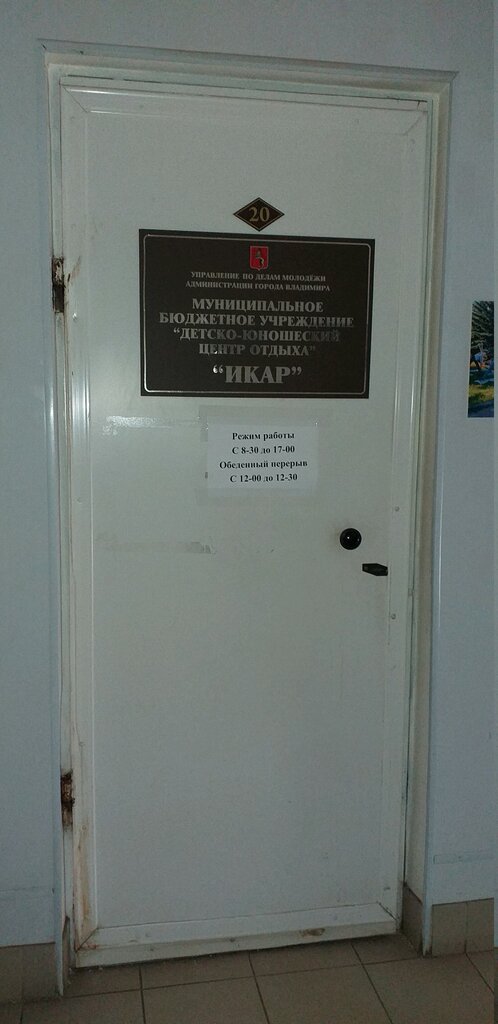 20
УПРАВЛЕНИЕ ПО ДЕЛАМ МОЛОДЁЖИ
АДМИНИСТРАЦИИ ГОРОДА ВЛАДИМИРА
МУНИЦИПАЛЬНОЕ
БЮДЖЕТНОЕ УЧРЕЖДЕНИЕ
“ДЕТСКО-ЮНОШЕСКИЙ
ЦЕНТР ОТДЫХА”
“ИКАР”
Режим работы
С 8-30 до 17-00
Обеденный перерыв
С 12-00 до 12-30